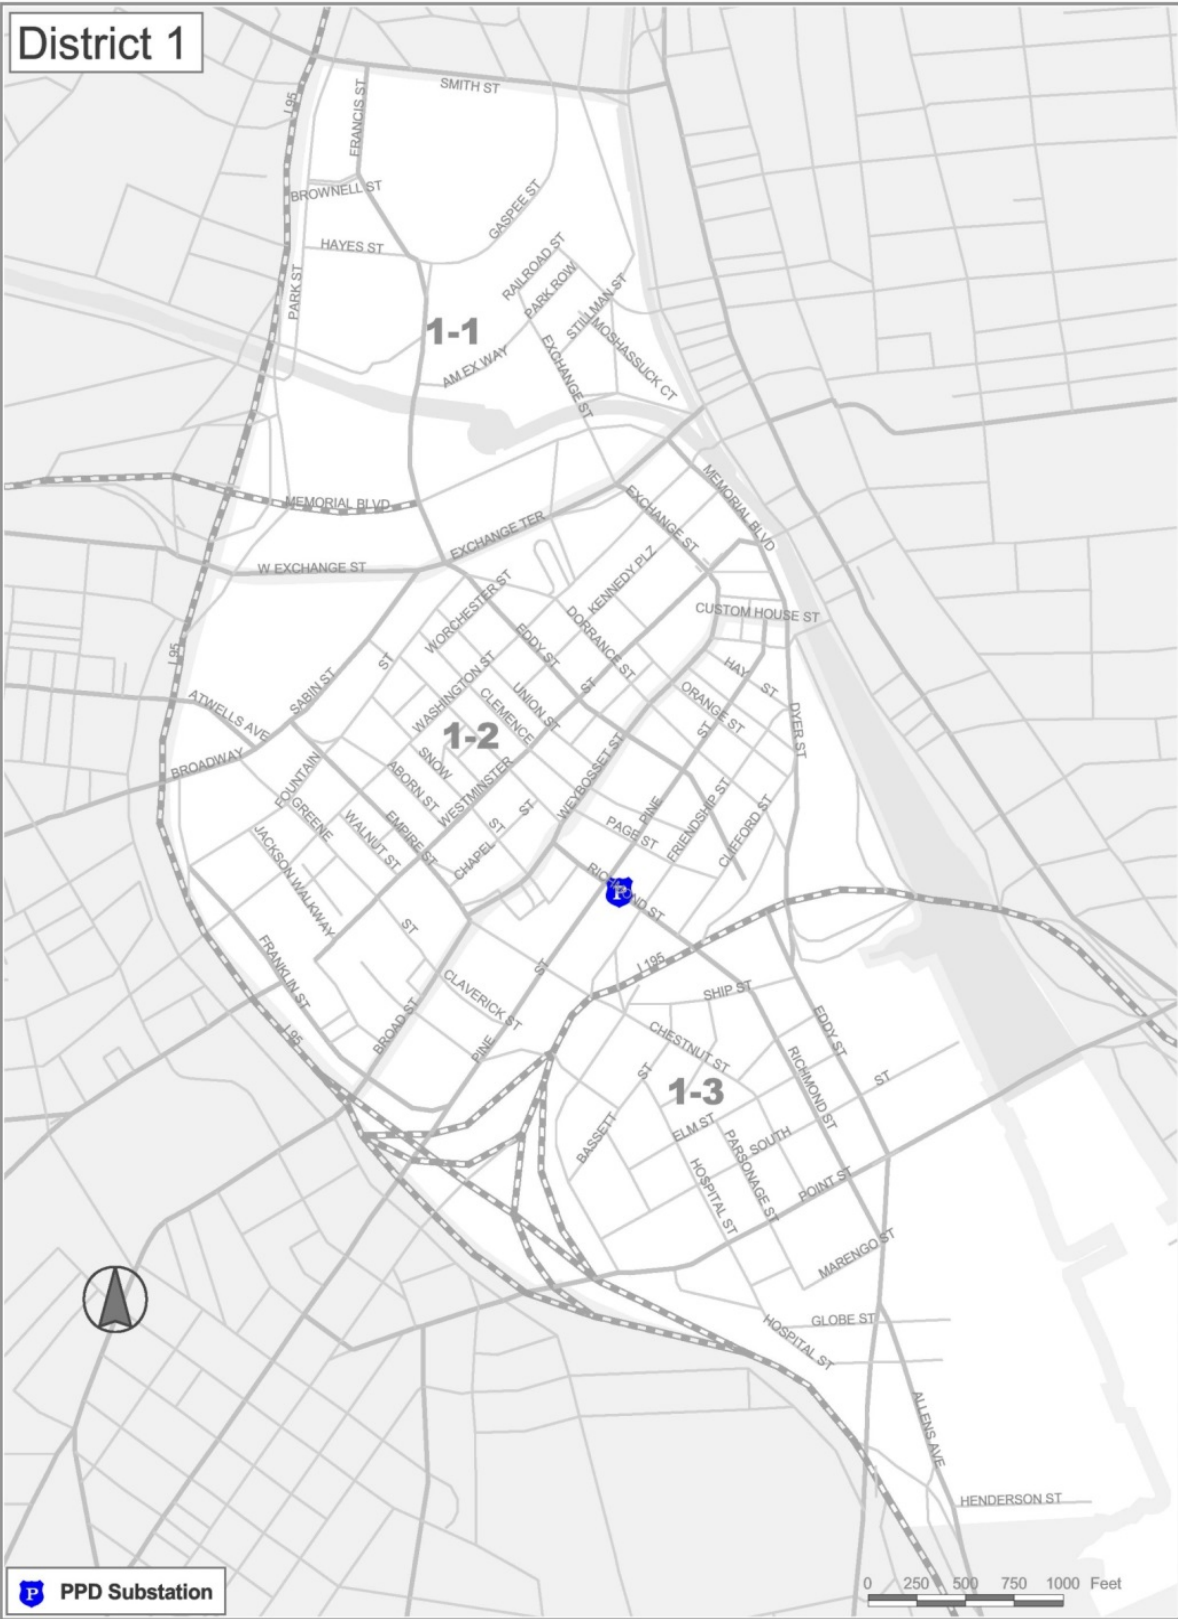 District 1
SMITH ST
I 95
FRANCIS ST
BROWNELL ST
GASPEE ST
HAYES ST
RAILROAD ST
PARK ROW
PARK ST
STILLMAN ST
1-1
MOSHASSUCK CT
EXCHANGE ST
AM EX WAY
MEMORIAL BLVD
MEMORIAL BLVD
EXCHANGE ST
EXCHANGE TER
W EXCHANGE ST
KENNEDY PLZ
WORCHESTER ST
CUSTOM HOUSE ST
DORRANCE ST
EDDY ST
I 95
ST
HAY ST
WASHINGTON ST
SABIN ST
UNION ST
ST
ORANGE ST
CLEMENCE
ATWELLS AVE
DYER ST
1-2
ST
BROADWAY
SNOW
WEYBOSSET ST
FOUNTAIN
ABORN ST
WESTMINSTER
PINE
FRIENDSHIP ST
CLIFFORD ST
GREENE
WALNUT ST
EMPIRE ST
ST
ST
PAGE ST
JACKSON WALKWAY
CHAPEL
RICHMOND ST
P
ST
FRANKLIN ST
ST
I 195
CLAVERICK ST
SHIP ST
BROAD ST
PINE
I 95
EDDY ST
CHESTNUT ST
RICHMOND ST
ST
ST
1-3
BASSETT
ELM ST
PARSONAGE ST
SOUTH
HOSPITAL ST
POINT ST
MARENGO ST
GLOBE ST
HOSPITAL ST
ALLENS AVE
HENDERSON ST
P PPD Substation
0 250 500 750 1000 Feet